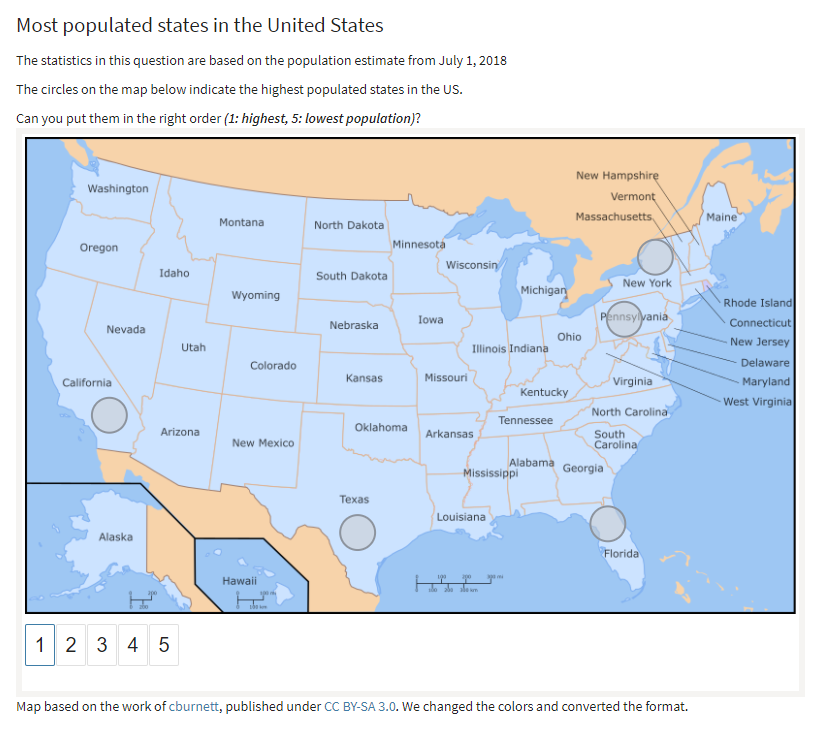 Most populated states in the United States
The statistics in this question are based on the population estimate from July 1, 2018
The circles on the map below indicate the highest populated states in the US.
Can you put them in the right order (1: highest, 5: lowest population)?
New Hampshire
Vermont
Massachusetts
Maine
Washington
Montana
North Dakota
Minnesota
Oregon
Idaho
Wisconsin
South Dakota
Michigan
New York
Wyoming
Rhode Island
Connecticut
Pennsylvania
Nevada
Nebraska
Iowa
New Jersey
Utah
Illinois
Indiana
Ohio
Delaware
Colorado
Kansas
Missouri
Maryland
California
Virginia
Kentucky
West Virginia
North Carolina
Tennessee
Arizona
New Mexico
Oklahoma
Arkansas
South
Carolina
Mississippi
Alabama
Georgia
Texas
Louisiana
Alaska
Florida
Hawaii
1
2
3
4
5
Map based on the work of cburnett, published under CC BY-SA 3.0. We changed the colors and converted the format.